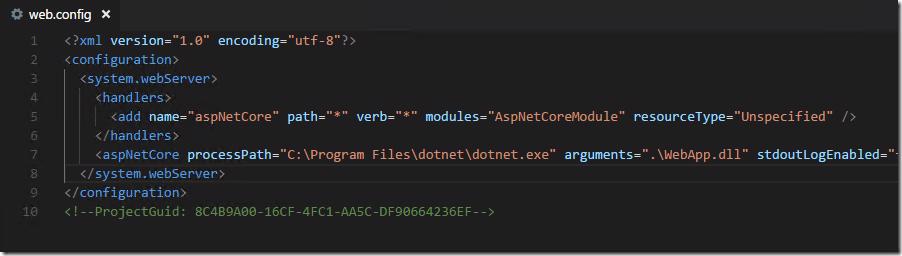 web.config ×
1 <?xml version="1.0" encoding="utf-8"?>
2 <configuration>
3 <system.webServer>
4 <handlers>
5 <add name="aspNetCore" path="*" verb="*" modules="AspNetCoreModule" resourceType="Unspecified" />
6 </handlers>
7 <aspNetCore processPath="C:\Program Files\dotnet\dotnet.exe" arguments=".\WebApp.dll" stdoutLogEnabled="
8 </system.webServer>
9 </configuration>
10 <!--ProjectGuid: 8C4B9A00-16CF-4FC1-AA5C-DF90664236EF-->